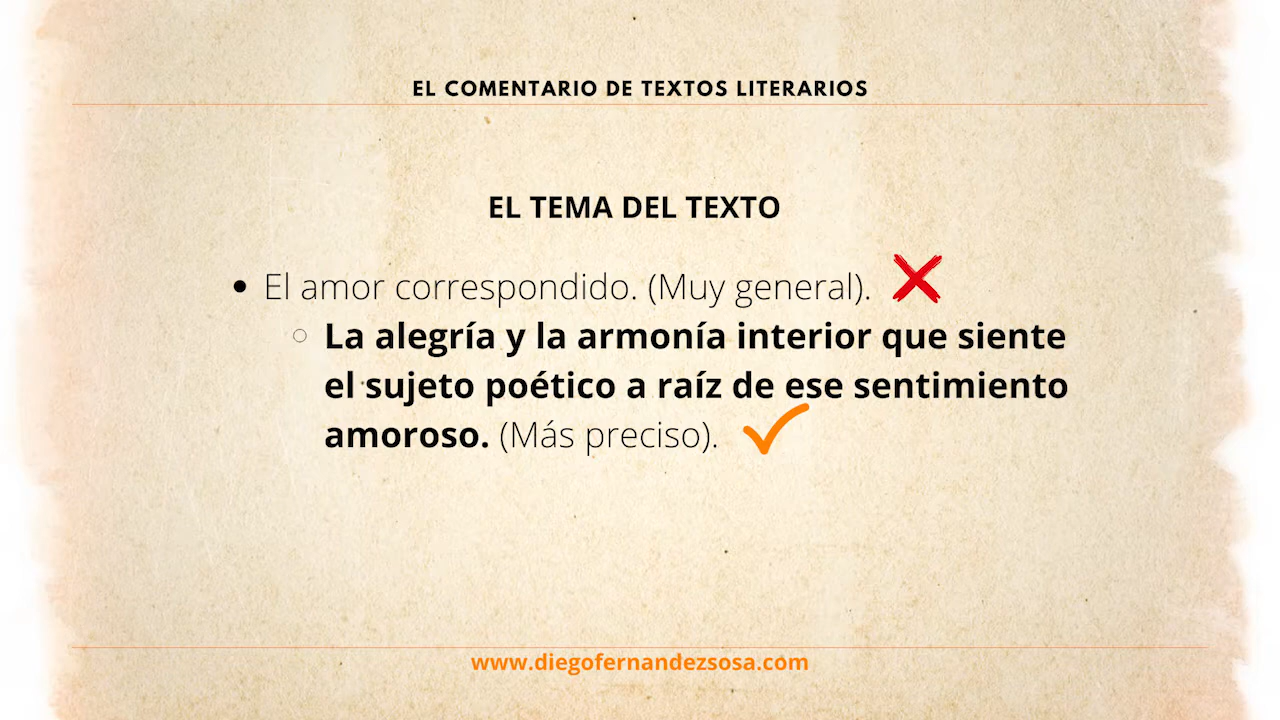 EL COMENTARIO DE TEXTOS LITERARIOS
EL TEMA DEL TEXTO
• El amor correspondido. (Muy general).
○ La alegría y la armonía interior que siente
el sujeto poético a raíz de ese sentimiento
amoroso. (Más preciso).
www.diegofernandezsosa.com